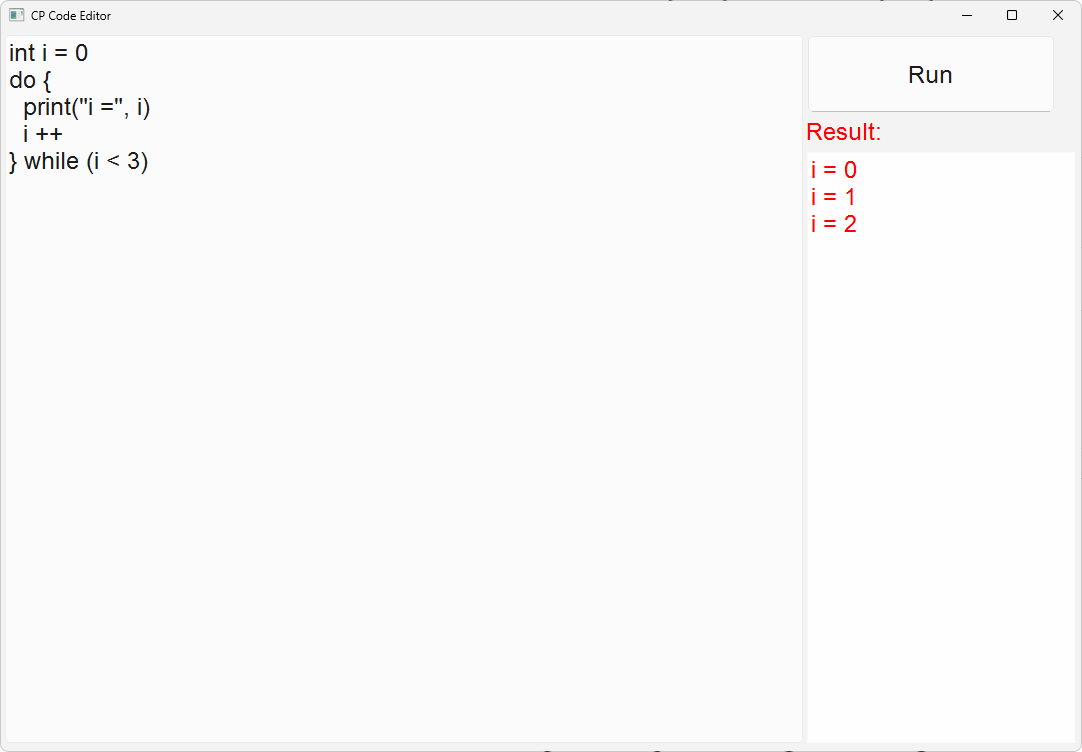 CP Code Editor
int i = 0
do {
  print("i =", i)
  i ++
} while (i < 3)
Run
Result:
i = 0
i = 1
i = 2